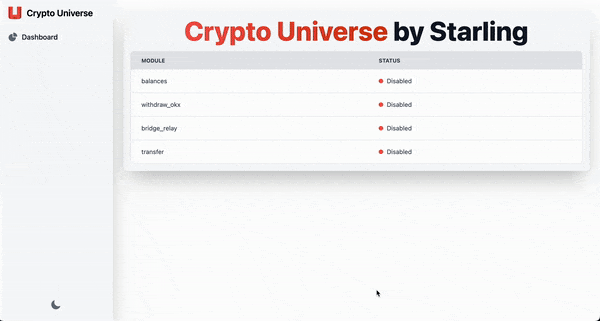 Crypto Universe
Dashboard
Crypto Universe by Starling
MODULE STATUS
balances Disabled
withdraw_okx Disabled
bridge_relay Disabled
transfer Disabled